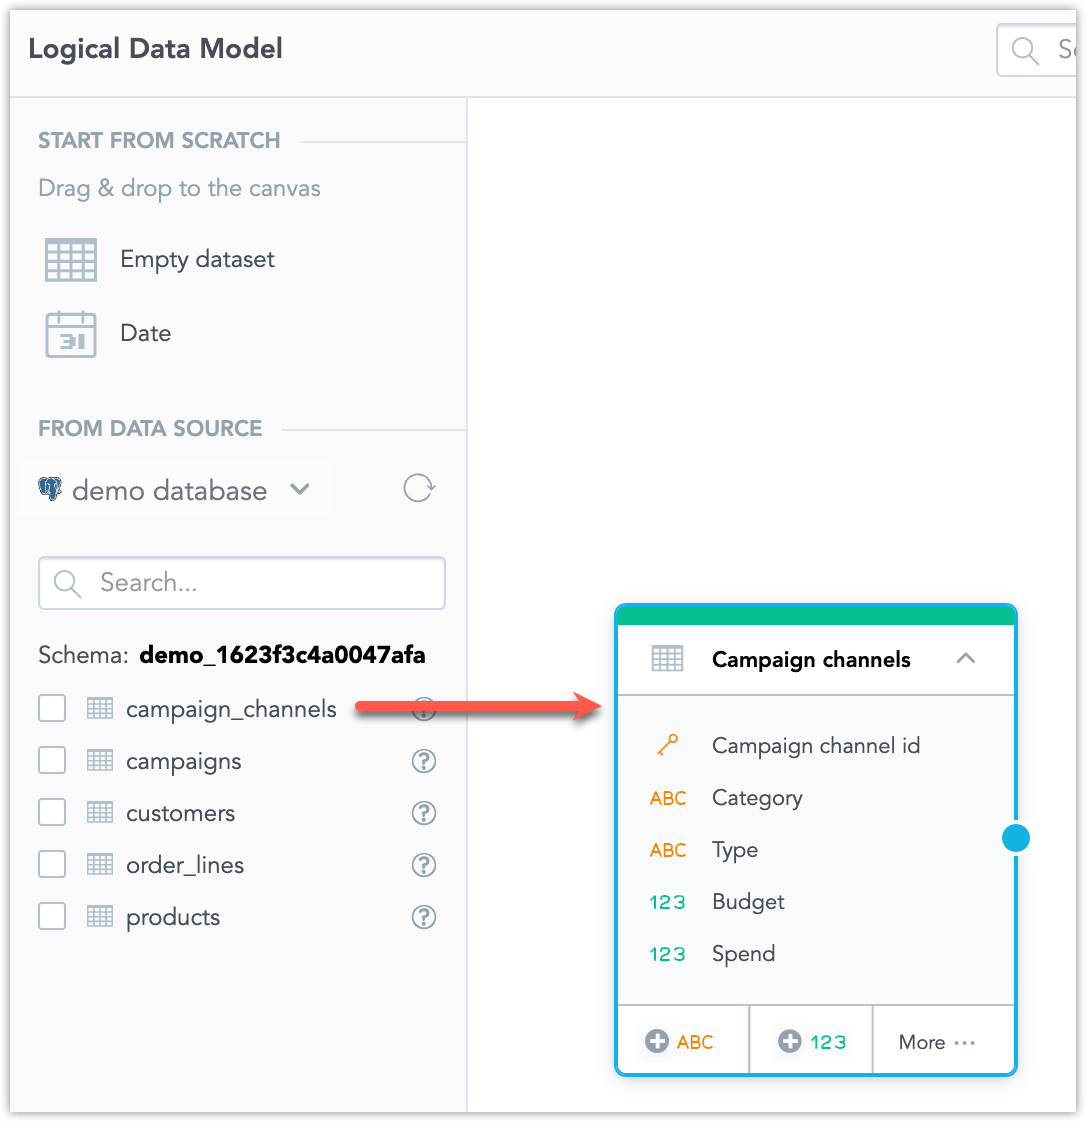 Logical Data Model
START FROM SCRATCH
Drag & drop to the canvas
Empty dataset
31
Date
FROM DATA SOURCE
demo database
Search...
Schema: demo_1623f3c4a0047afa
campaign_channels
campaigns
?
customers
?
order_lines
?
products
?
Campaign channels
Campaign channel id
ABC Category
ABC Type
123 Budget
123 Spend
ABC 123 More ...